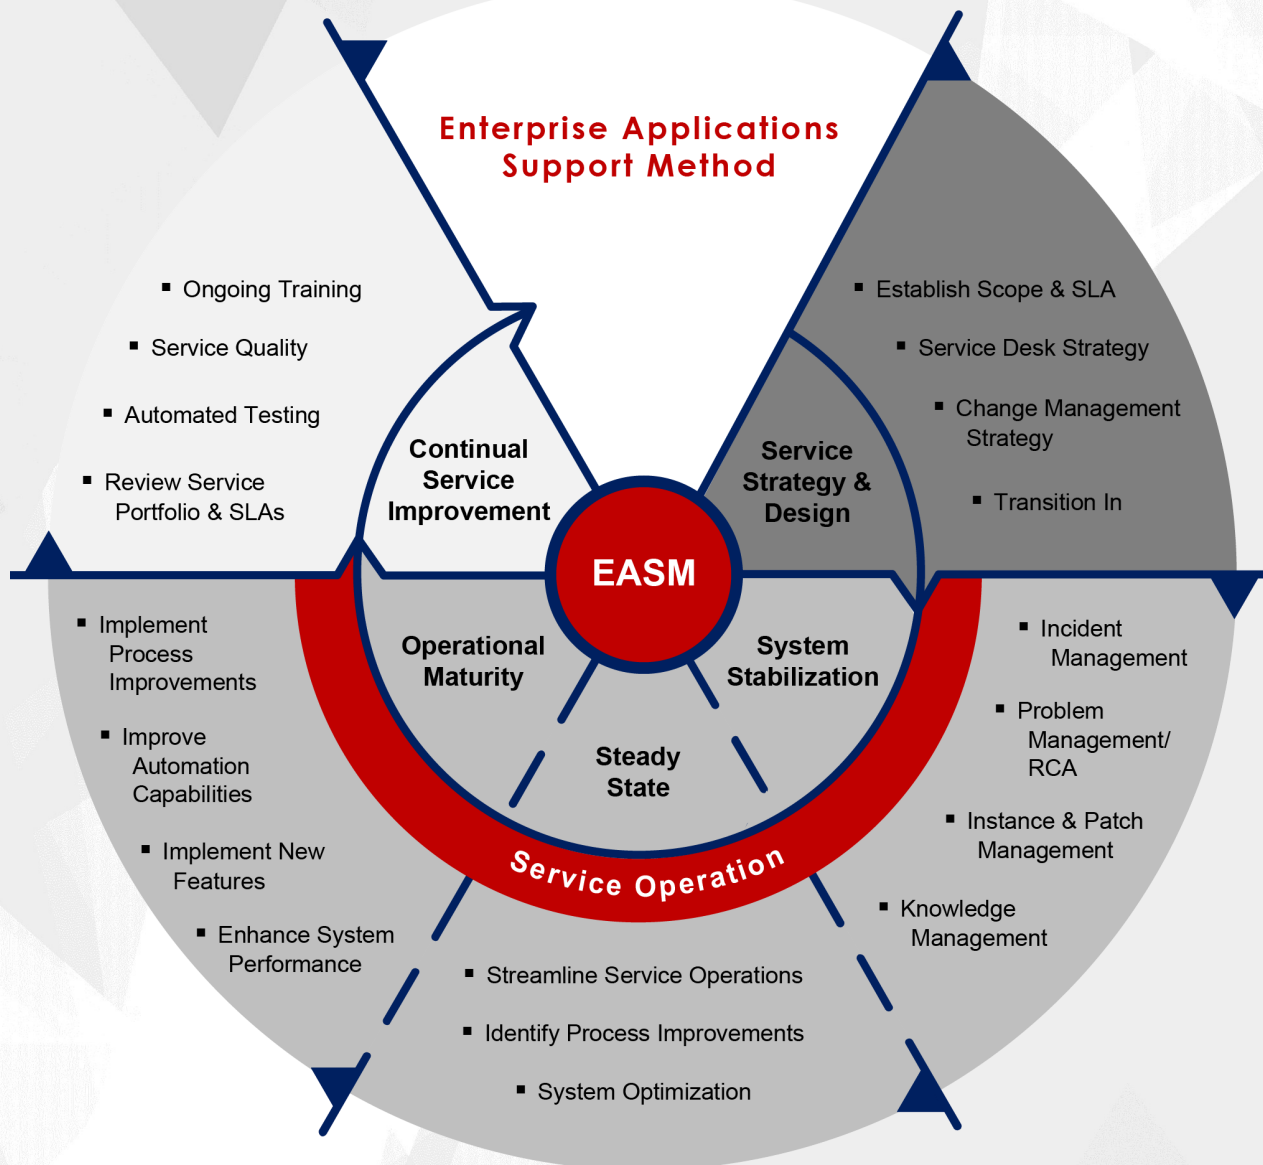 Enterprise Applications
Support Method
▪ Ongoing Training
▪ Service Quality
▪ Automated Testing
▪ Review Service
Portfolio & SLAs
Continual
Service
Improvement
▪ Establish Scope & SLA
▪ Service Desk Strategy
▪ Change Management
Strategy
▪ Transition In
Service
Strategy &
Design
EASM
Operational
Maturity
System
Stabilization
Steady
State
Service Operation
▪ Incident
Management
▪ Problem
Management/
RCA
▪ Instance & Patch
Management
▪ Knowledge
Management
▪ Streamline Service Operations
▪ Identify Process Improvements
▪ System Optimization
▪ Implement
Process
Improvements
▪ Improve
Automation
Capabilities
▪ Implement New
Features
▪ Enhance System
Performance